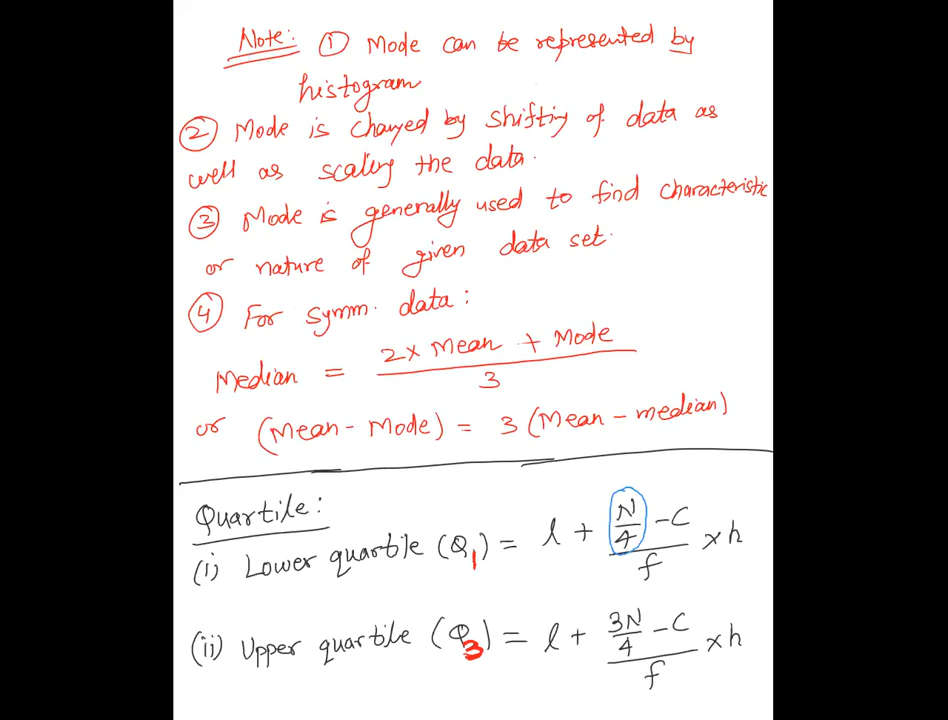 Note: ① Mode can be represented by
histogram
② Mode is changed by shifting of data as
well as scaling the data.
③ Mode is generally used to find characteristic
or nature of given data set.
④ For symm. data:
Median = (2 × Mean + Mode) / 3
or (Mean - Mode) = 3 (Mean - median)
Quartile:
(i) Lower quartile (Q₁) = l + (N/4 - C)/f × h
(ii) Upper quartile (Q₃) = l + (3N/4 - C)/f × h